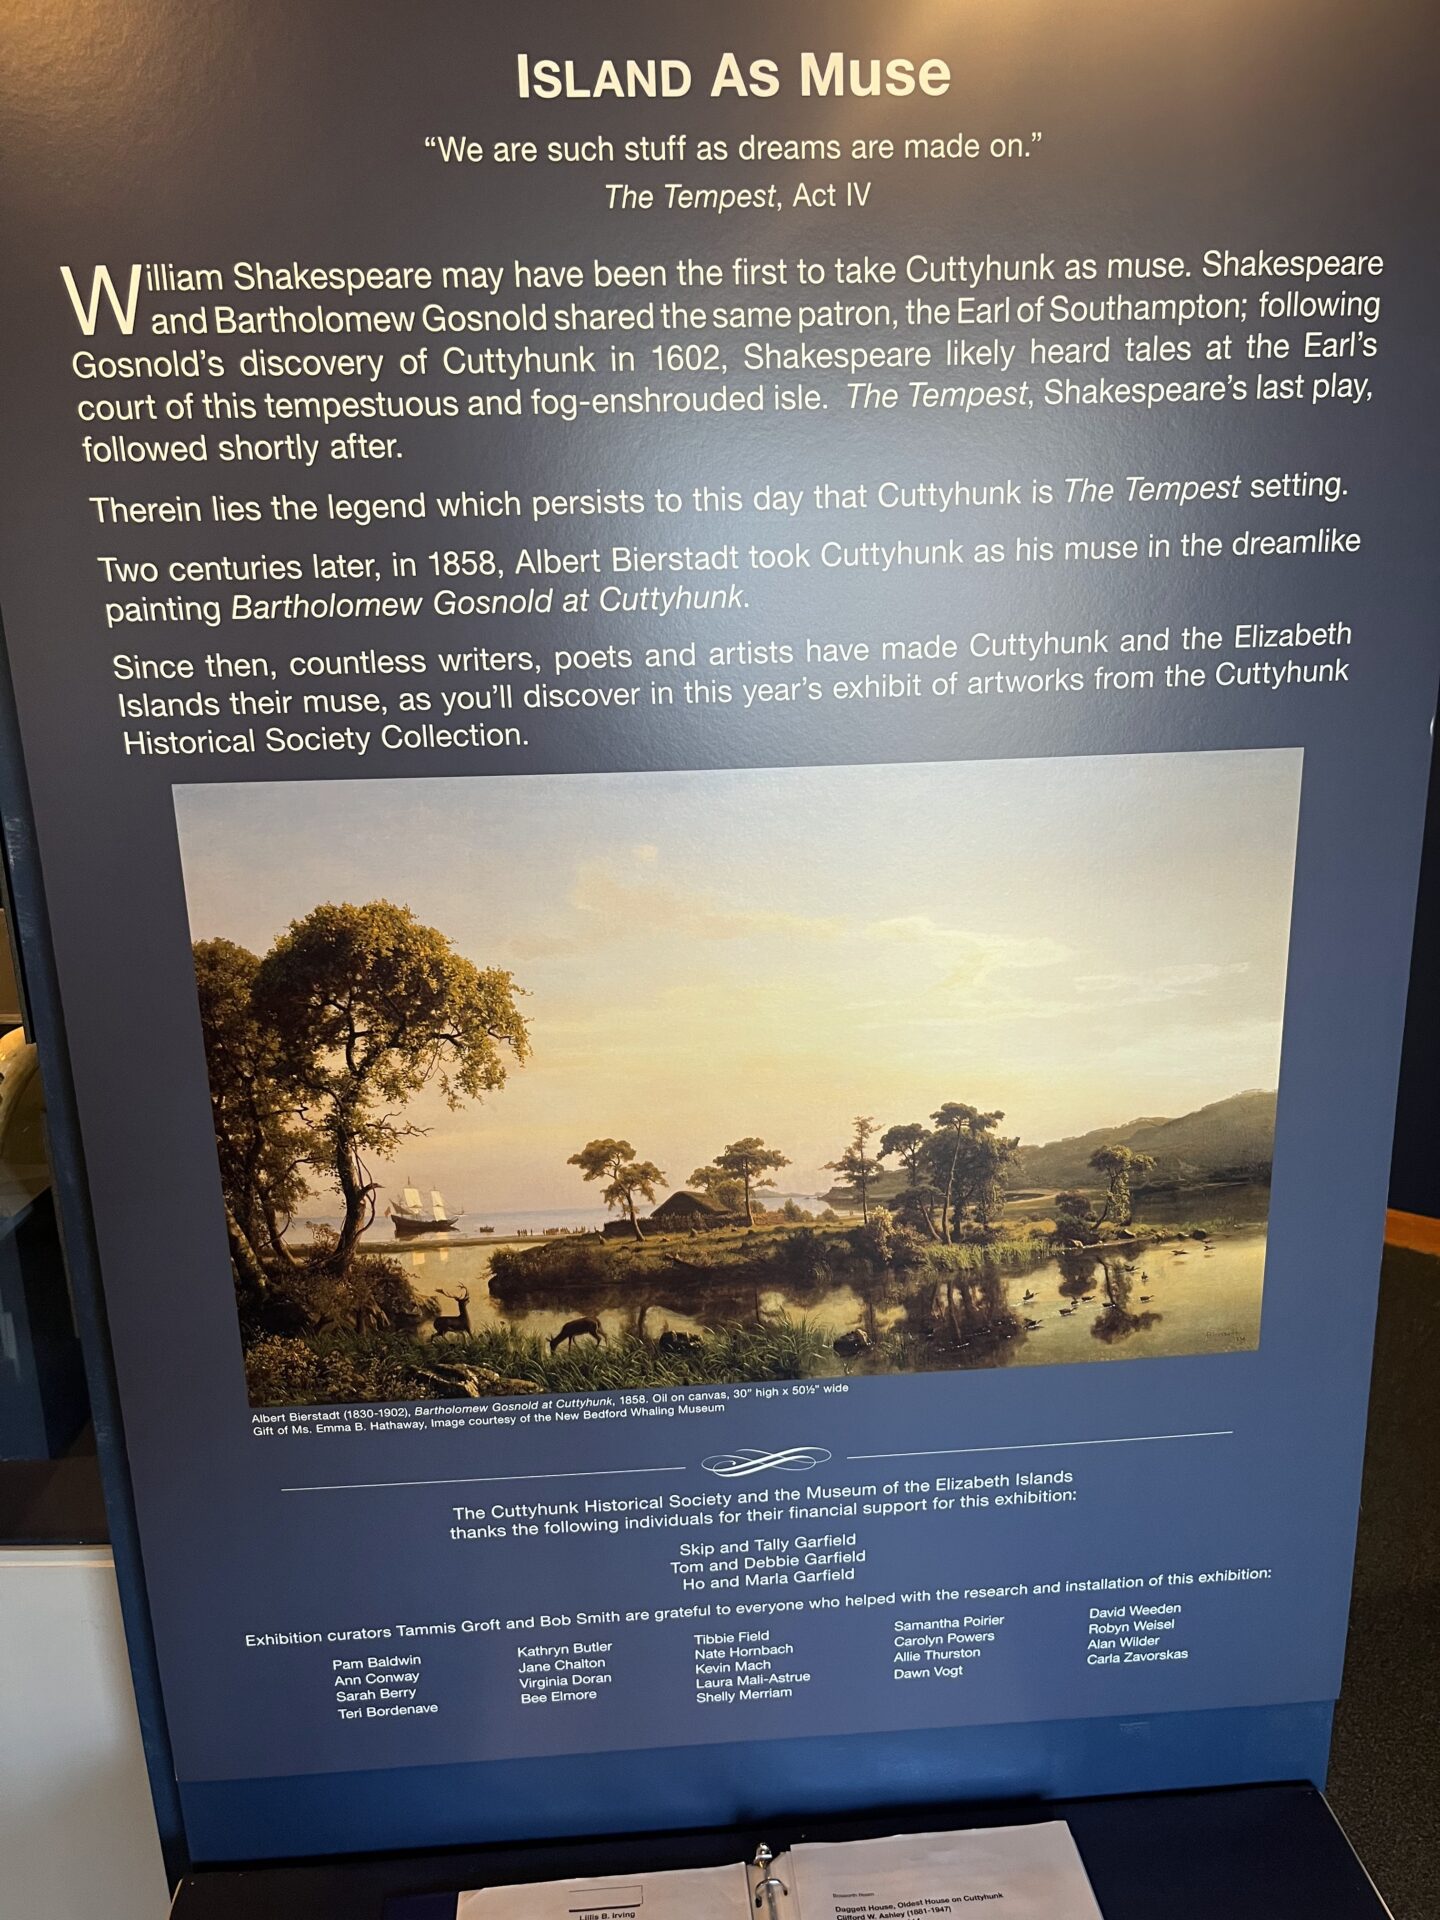 ISLAND AS MUSE
“We are such stuff as dreams are made on.”
The Tempest, Act IV
William Shakespeare may have been the first to take Cuttyhunk as muse. Shakespeare
and Bartholomew Gosnold shared the same patron, the Earl of Southampton; following
Gosnold’s discovery of Cuttyhunk in 1602, Shakespeare likely heard tales at the Earl’s
court of this tempestuous and fog-enshrouded isle. The Tempest, Shakespeare’s last play,
followed shortly after.
Therein lies the legend which persists to this day that Cuttyhunk is The Tempest setting.
Two centuries later, in 1858, Albert Bierstadt took Cuttyhunk as his muse in the dreamlike
painting Bartholomew Gosnold at Cuttyhunk.
Since then, countless writers, poets and artists have made Cuttyhunk and the Elizabeth
Islands their muse, as you’ll discover in this year’s exhibit of artworks from the Cuttyhunk
Historical Society Collection.
Albert Bierstadt (1830-1902), Bartholomew Gosnold at Cuttyhunk, 1858. Oil on canvas, 30” high x 50½” wide
Gift of Ms. Emma B. Hathaway, Image courtesy of the New Bedford Whaling Museum
The Cuttyhunk Historical Society and the Museum of the Elizabeth Islands
thanks the following individuals for their financial support for this exhibition:
Skip and Tally Garfield
Tom and Debbie Garfield
Ho and Marla Garfield
Exhibition curators Tammis Groft and Bob Smith are grateful to everyone who helped with the research and installation of this exhibition:
Pam Baldwin
Ann Conway
Sarah Berry
Teri Bordenave
Kathryn Butler
Jane Chalton
Virginia Doran
Bee Elmore
Tibbie Field
Nate Hornbach
Kevin Mach
Laura Mali-Astrue
Shelly Merriam
Samantha Poirier
Carolyn Powers
Allie Thurston
Dawn Vogt
David Weeden
Robyn Weisel
Alan Wilder
Carla Zavorskas
Lillis B. Irving
Daggett House, Oldest House on Cuttyhunk
Clifford W. Ashley (1881-1947)